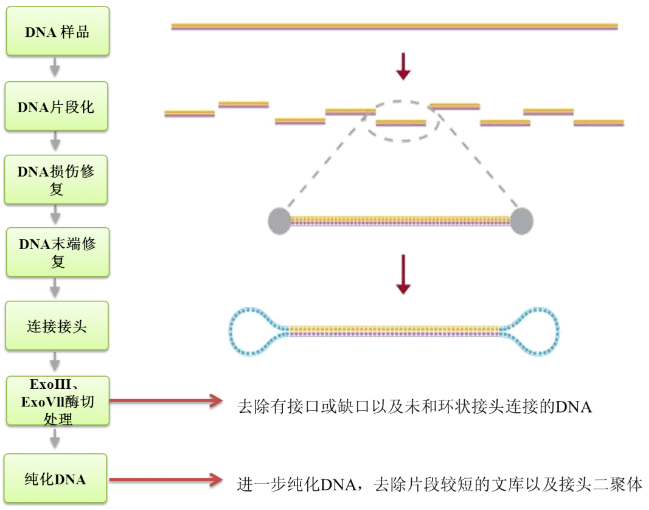 DNA 样品
DNA片段化
DNA损伤修
复
DNA末端修
复
连接接头
ExoⅢ、
ExoVll酶切
处理
去除有接口或缺口以及未和环状接头连接的DNA
纯化DNA
进一步纯化DNA，去除片段较短的文库以及接头二聚体